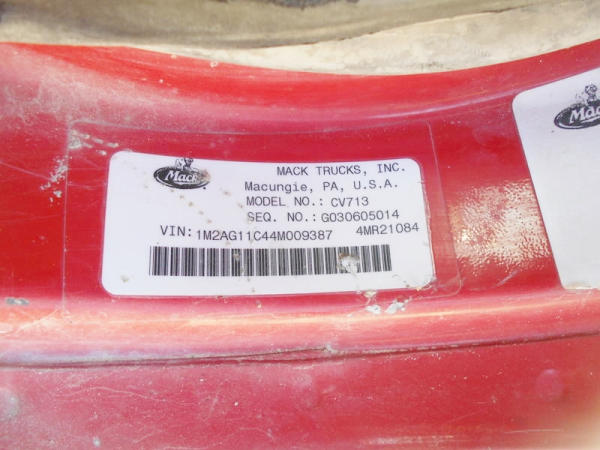 Mack
MACK TRUCKS, INC.
Macungie, PA, U.S.A.
MODEL NO.: CV713
SEQ. NO.: G030605014
VIN: 1M2AG11C44M009387 4MR21084
Mack